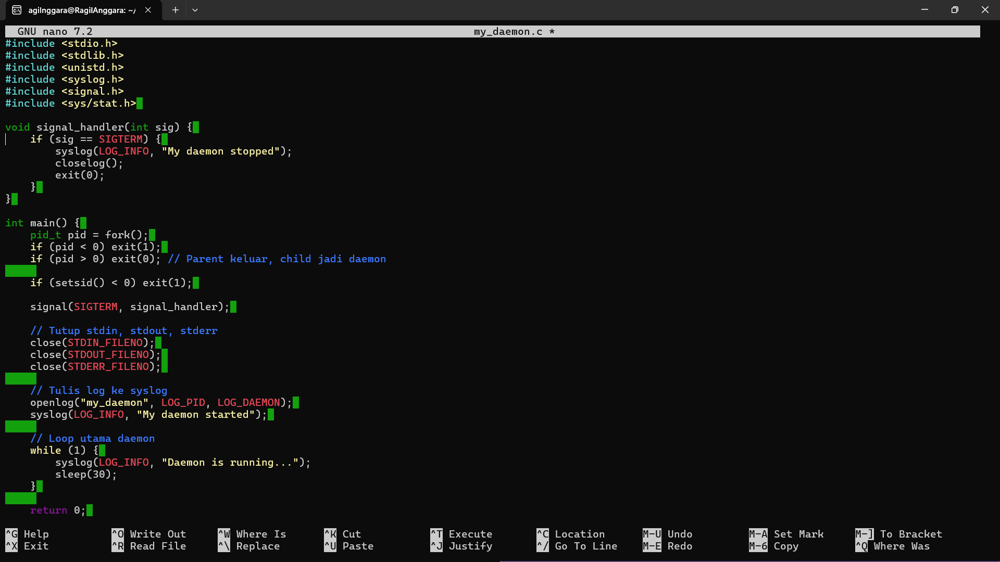 agilnggara@RagilAnggara: ~/
GNU nano 7.2 my_daemon.c *
#include <stdio.h>
#include <stdlib.h>
#include <unistd.h>
#include <syslog.h>
#include <signal.h>
#include <sys/stat.h>
void signal_handler(int sig) {
    if (sig == SIGTERM) {
        syslog(LOG_INFO, "My daemon stopped");
        closelog();
        exit(0);
    }
}
int main() {
    pid_t pid = fork();
    if (pid < 0) exit(1);
    if (pid > 0) exit(0); // Parent keluar, child jadi daemon
    if (setsid() < 0) exit(1);
    signal(SIGTERM, signal_handler);
    // Tutup stdin, stdout, stderr
    close(STDIN_FILENO);
    close(STDOUT_FILENO);
    close(STDERR_FILENO);
    // Tulis log ke syslog
    openlog("my_daemon", LOG_PID, LOG_DAEMON);
    syslog(LOG_INFO, "My daemon started");
    // Loop utama daemon
    while (1) {
        syslog(LOG_INFO, "Daemon is running...");
        sleep(30);
    }
    return 0;
^G Help ^O Write Out ^W Where Is ^K Cut ^T Execute ^C Location M-U Undo M-A Set Mark M-] To Bracket
^X Exit ^R Read File ^\ Replace ^U Paste ^J Justify ^/ Go To Line M-E Redo M-6 Copy ^Q Where Was